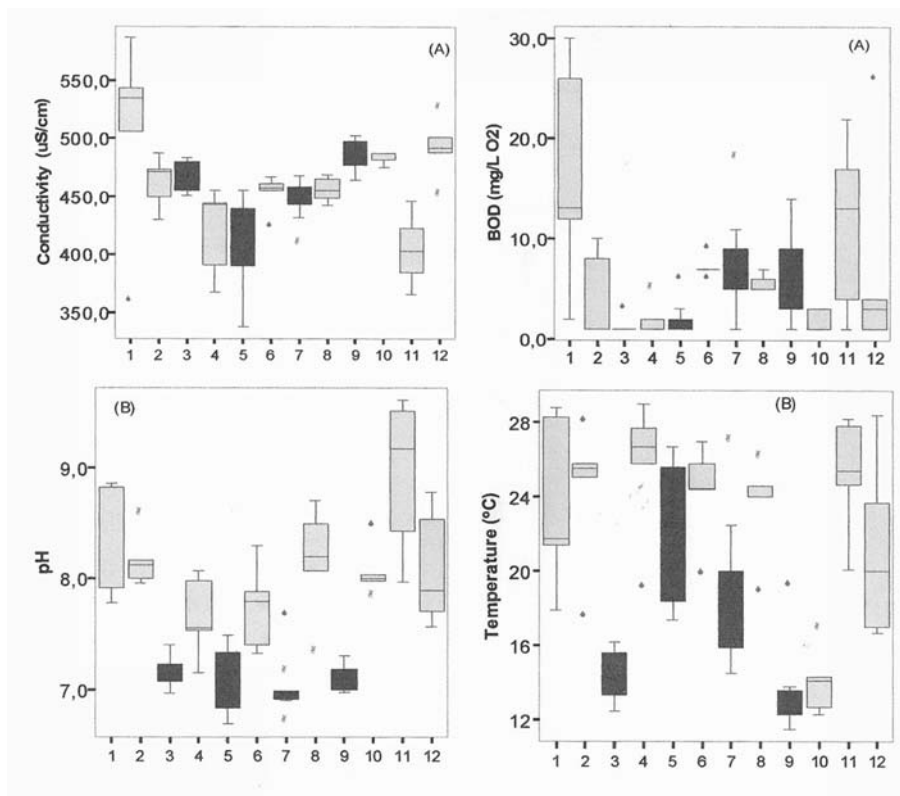 (A)
550,0
500,0
450,0
400,0
350,0
Conductivity (uS/cm)
1 2 3 4 5 6 7 8 9 10 11 12
(A)
30,0
20,0
10,0
0,0
BOD (mg/L O2)
1 2 3 4 5 6 7 8 9 10 11 12
(B)
9,0
8,0
7,0
pH
1 2 3 4 5 6 7 8 9 10 11 12
(B)
28
24
20
16
12
Temperature (ºC)
1 2 3 4 5 6 7 8 9 10 11 12